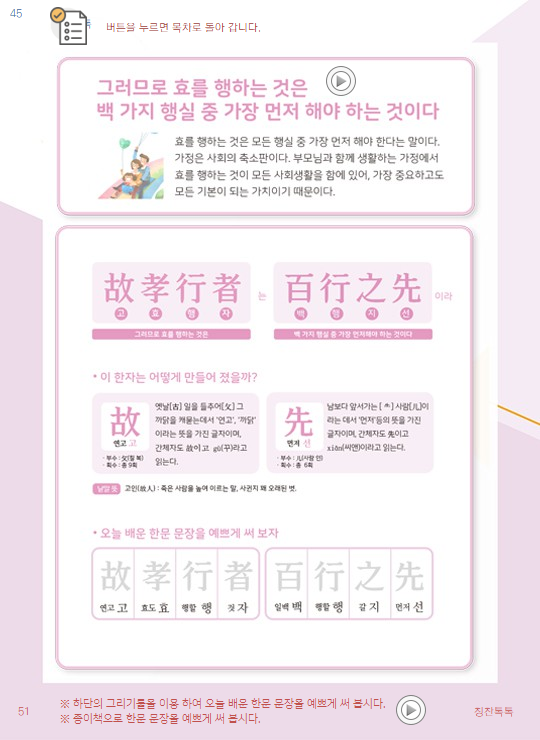 45
톡
버튼을 누르면 목차로 돌아 갑니다.
그러므로 효를 행하는 것은
백 가지 행실 중 가장 먼저 해야 하는 것이다
효를 행하는 것은 모든 행실 중 가장 먼저 해야 한다는 말이다.
가정은 사회의 축소판이다. 부모님과 함께 생활하는 가정에서
효를 행하는 것이 모든 사회생활을 함에 있어, 가장 중요하고도
모든 기본이 되는 가치이기 때문이다.
故孝行者 는 百行之先 이라
고 효 행 자 백 행 지 선
그러므로 효를 행하는 것은 백 가지 행실 중 가장 먼저해야 하는 것이다
• 이 한자는 어떻게 만들어 졌을까?
故
연고 고
· 부수 : 攵(칠 복)
· 획수 : 총 9획
옛날[古] 일을 들추어[攵] 그
까닭을 캐묻는데서 '연고', '까닭'
이라는 뜻을 가진 글자이며,
간체자도 故이고 gù(꾸)라고
읽는다.
先
먼저 선
· 부수 : 儿(사람 인)
· 획수 : 총 6획
남보다 앞서가는 [ ] 사람[儿]이
라는 데서 '먼저'등의 뜻을 가진
글자이며, 간체자도 先이고
xiān(씨엔)이라고 읽는다.
낱말 뜻 고인(故人) : 죽은 사람을 높여 이르는 말, 사귄지 꽤 오래된 벗.
• 오늘 배운 한문 문장을 예쁘게 써 보자
故 孝 行 者 百 行 之 先
연고 고 효도 효 행할 행 것 자 일백 백 행할 행 갈 지 먼저 선
51
※ 하단의 그리기툴을 이용 하여 오늘 배운 한문 문장을 예쁘게 써 봅시다.
※ 종이책으로 한문 문장을 예쁘게 써 봅시다.
칭찬톡톡